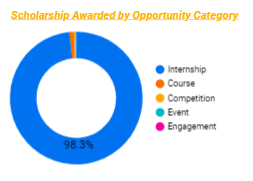 Scholarship Awarded by Opportunity Category
Internship
Course
Competition
Event
Engagement
98.3%